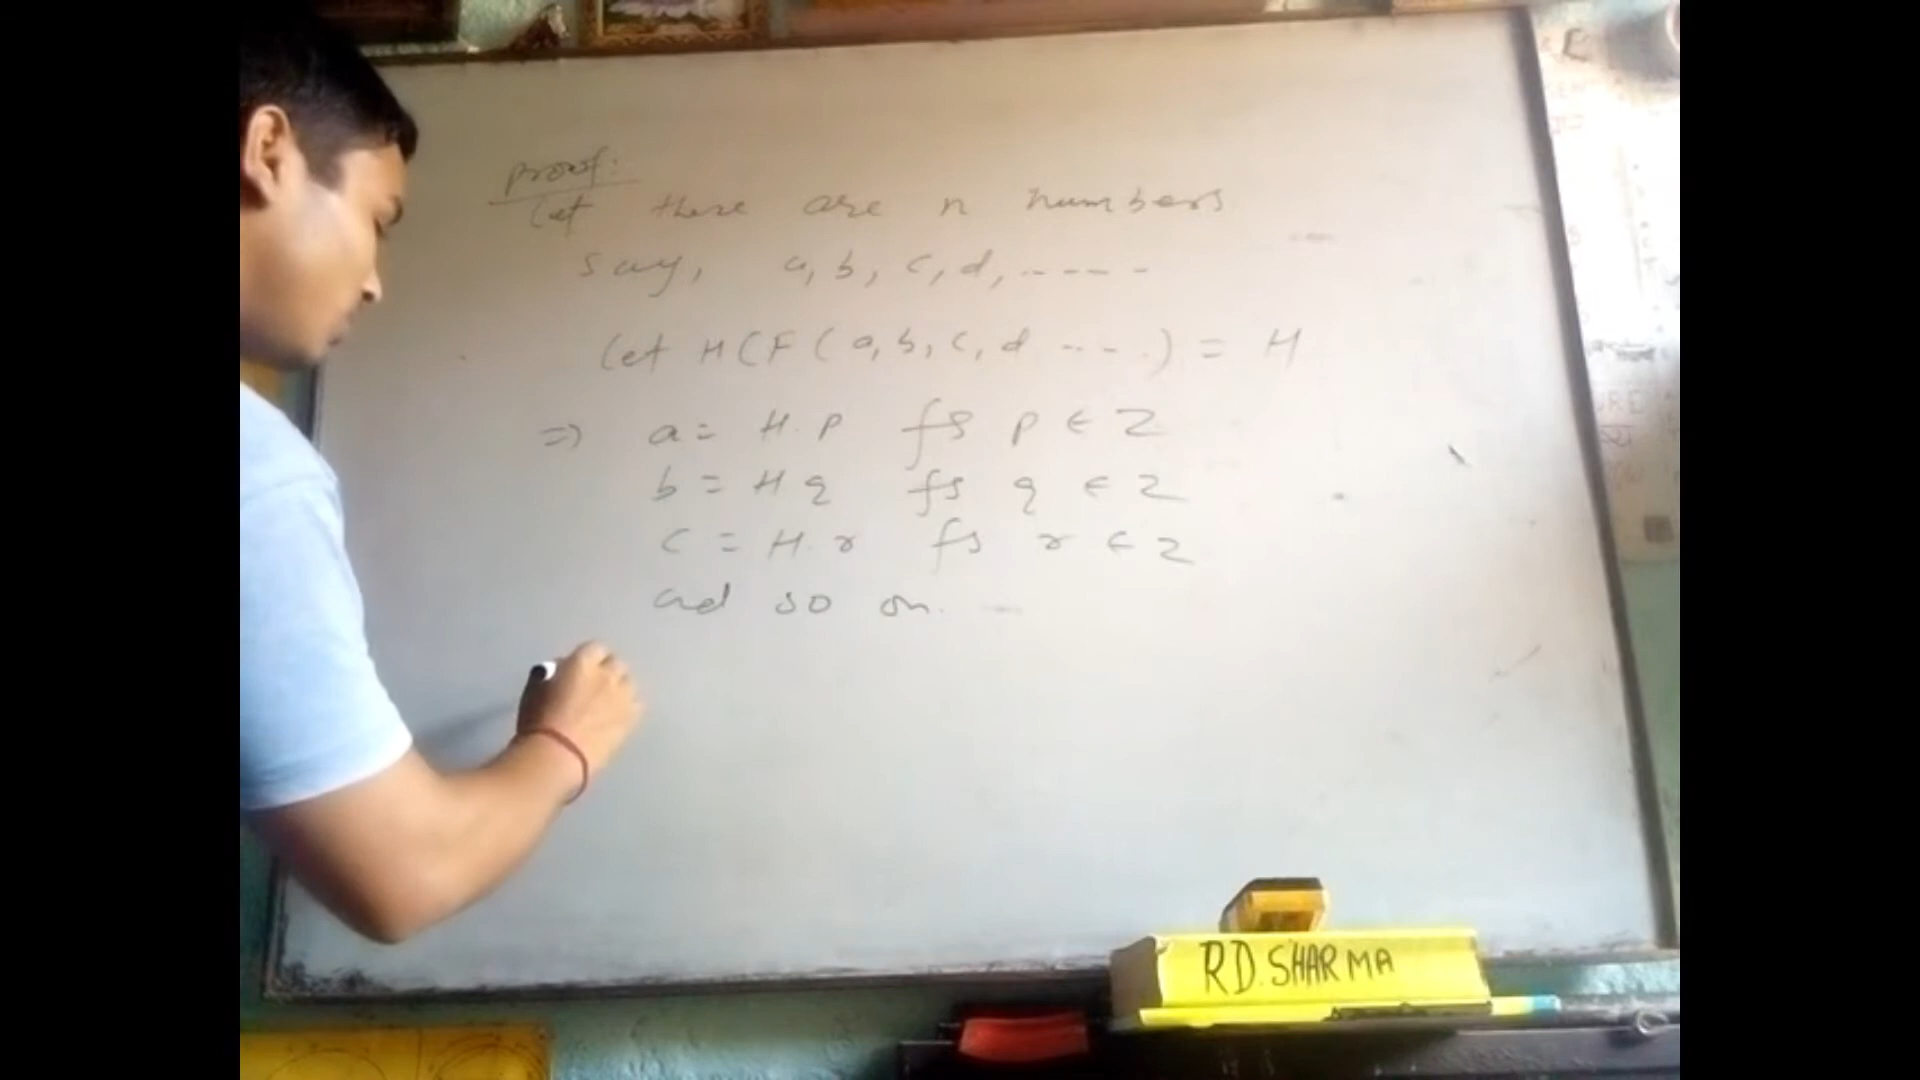 Proof:
Let there are n numbers
say, a, b, c, d, -----
Let HCF (a, b, c, d ---.) = H
=> a = H.p fs p ∈ Z
b = Hq fs q ∈ Z
c = H.r fs r ∈ Z
and so on. --
RD.SHARMA